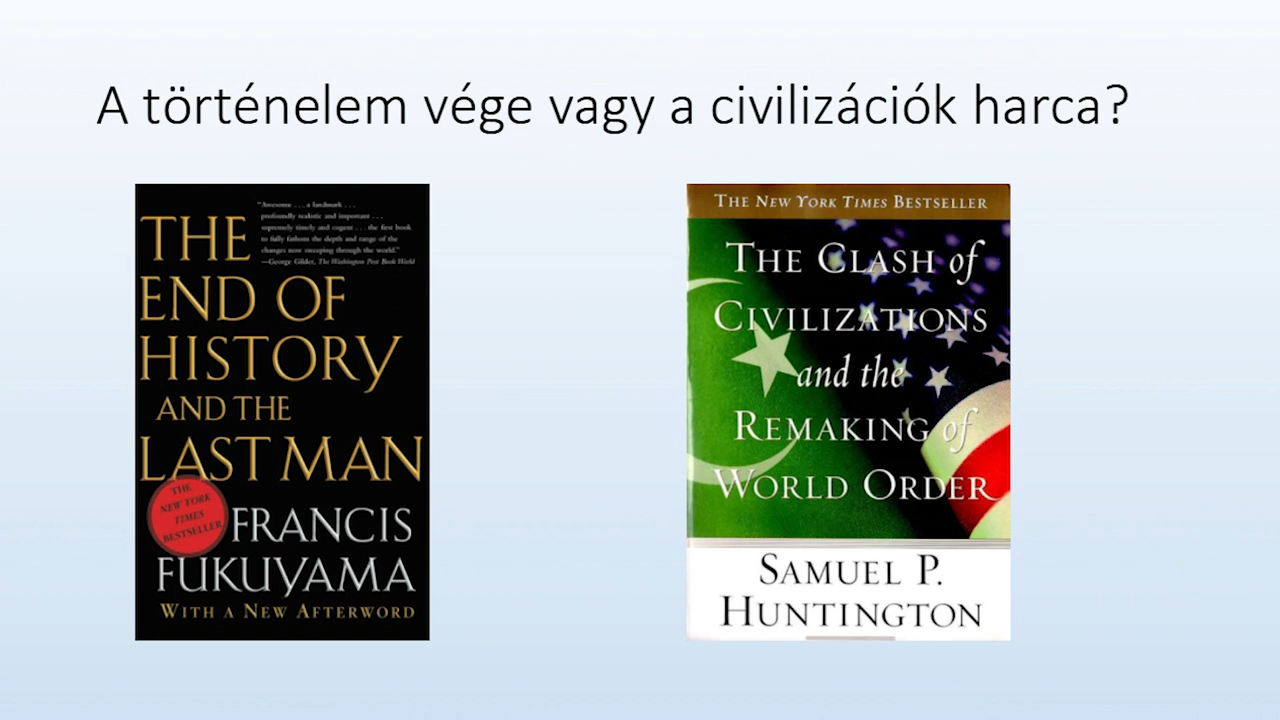 A történelem vége vagy a civilizációk harca?
"Awesome . . . a landmark . . .
profoundly realistic and important . . .
supremely timely and cogent . . . the first book
to fully fathom the depth and range of the
changes now sweeping through the world."
—George Gilder, The Washington Post Book World
THE
END OF
HISTORY
AND THE
LAST MAN
THE
NEW YORK
TIMES
BESTSELLER
FRANCIS
FUKUYAMA
WITH A NEW AFTERWORD
THE NEW YORK TIMES BESTSELLER
THE CLASH of
CIVILIZATIONS
and the
REMAKING of
WORLD ORDER
SAMUEL P.
HUNTINGTON